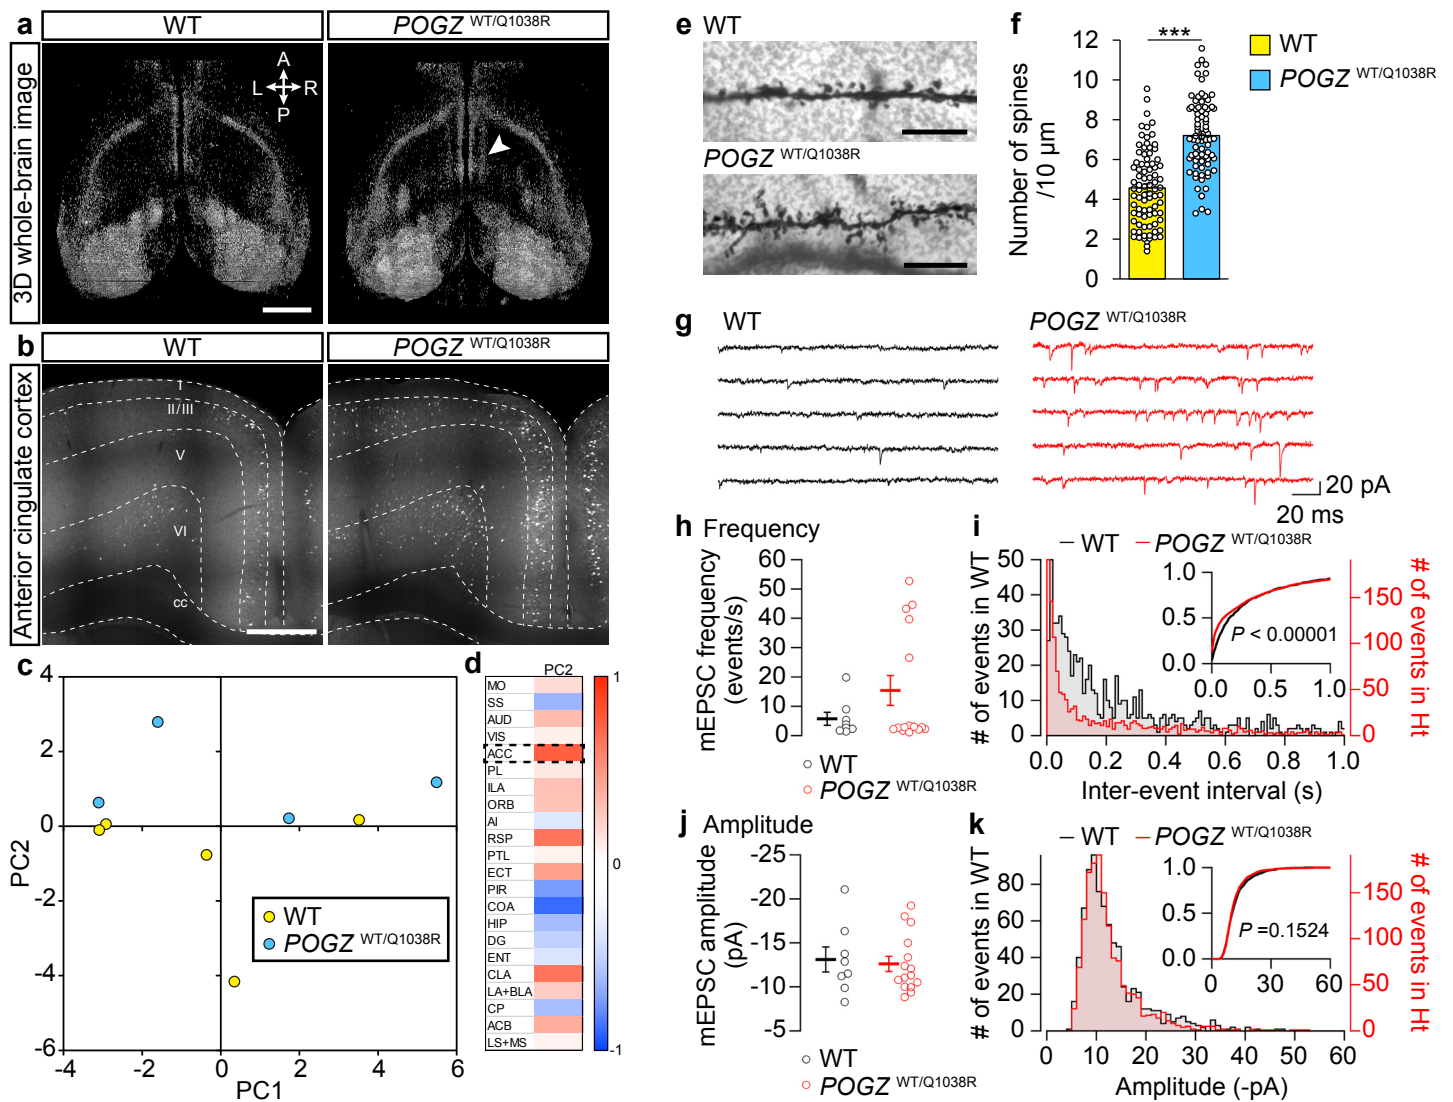 a
WT
POGZ WT/Q1038R
3D whole-brain image
A
L R
P
b
WT
POGZ WT/Q1038R
Anterior cingulate cortex
I
II/III
V
VI
cc
c
4
2
0
-2
-4
-6
-4 -2 0 2 4 6
PC2
PC1
WT
POGZ WT/Q1038R
d
PC2
MO
SS
AUD
VIS
ACC
PL
ILA
ORB
AI
RSP
PTL
ECT
PIR
COA
HIP
DG
ENT
CLA
LA+BLA
CP
ACB
LS+MS
1
0
-1
e WT
POGZ WT/Q1038R
f
Number of spines
/10 µm
12
10
8
6
4
2
0
***
WT
POGZ WT/Q1038R
g WT
POGZ WT/Q1038R
20 pA
20 ms
h Frequency
mEPSC frequency
(events/s)
60
50
40
30
20
10
0
WT
POGZ WT/Q1038R
i
WT POGZ WT/Q1038R
# of events in WT
50
40
30
20
10
0
1.0
0.5
0.0
P < 0.00001
0.0 0.5 1.0
150
100
50
0
# of events in Ht
0.0 0.2 0.4 0.6 0.8 1.0
Inter-event interval (s)
j Amplitude
mEPSC amplitude
(pA)
-25
-20
-15
-10
-5
WT
POGZ WT/Q1038R
k
WT POGZ WT/Q1038R
# of events in WT
80
60
40
20
0
1.0
0.5
0.0
P =0.1524
0 30 60
150
100
50
0
# of events in Ht
0 10 20 30 40 50 60
Amplitude (-pA)